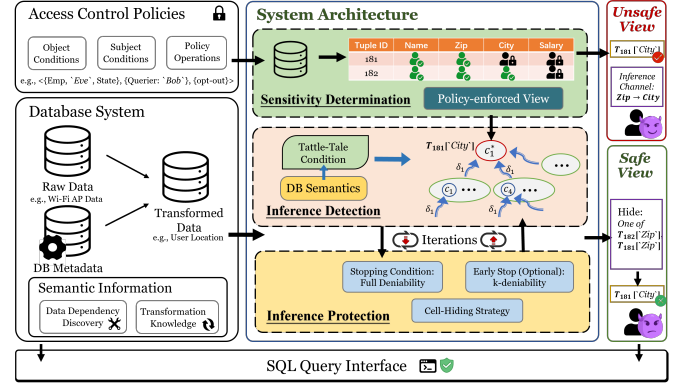 Access Control Policies
Object
Conditions
Subject
Conditions
Policy
Operations
e.g., <{Emp, `Eve`, State}, {Querier: `Bob`}, {opt-out}>
Database System
Raw Data
e.g., Wi-Fi AP Data
Transformed
Data
e.g., User Location
DB Metadata
Semantic Information
Data Dependency
Discovery
Transformation
Knowledge
System Architecture
Tuple ID Name Zip City Salary
181
182
Sensitivity Determination
Policy-enforced View
Tattle-Tale
Condition
DB Semantics
Inference Detection
T181[`City`]
c*1
δ1
δ1
c1
•••
c4
•••
•••
δ1
δ1
Iterations
Stopping Condition:
Full Deniability
Early Stop (Optional):
k-deniability
Cell-Hiding Strategy
Inference Protection
Unsafe
View
T181[`City`]
Inference
Channel:
Zip → City
Safe
View
Hide:
One of
T182[`Zip`]
T181[`Zip`]
T181[`City`]
SQL Query Interface